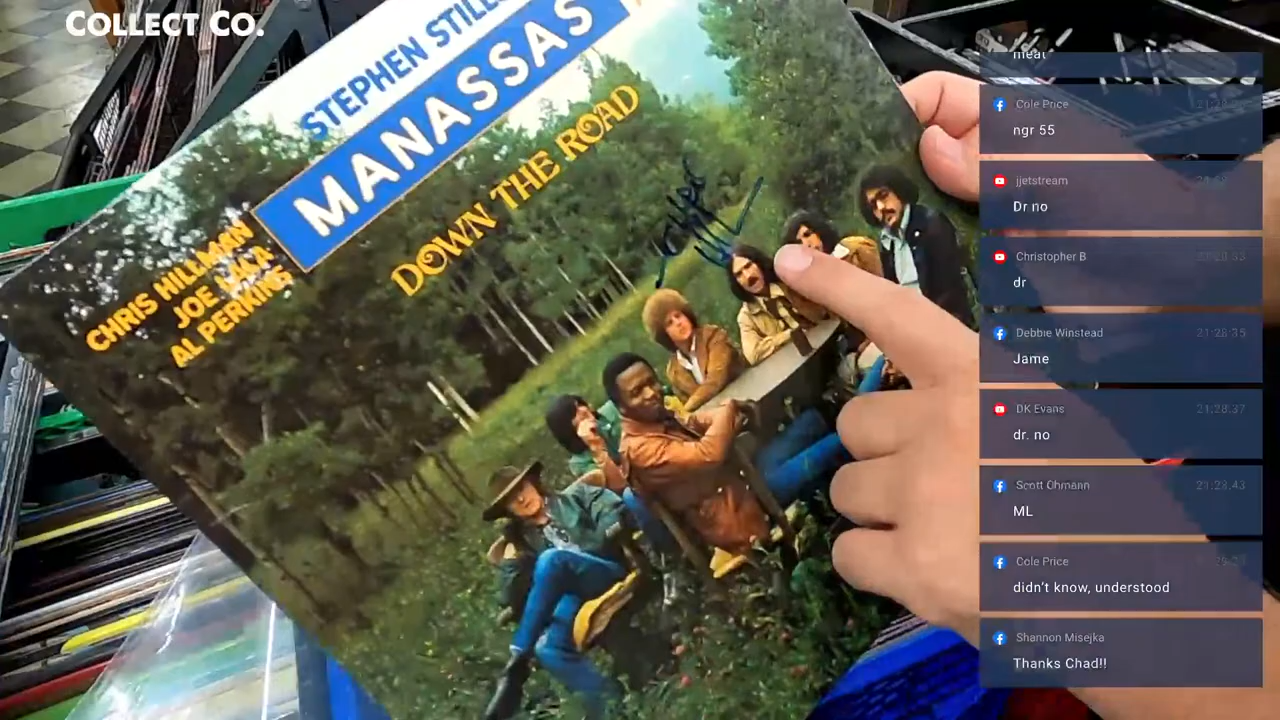 COLLECT CO.
STEPHEN STILLS
MANASSAS
DOWN THE ROAD
CHRIS HILLMAN
JOE LALA
AL PERKINS
meat
Cole Price
ngr 55
jjetstream
Dr no
Christopher B
dr
Debbie Winstead 21:28:35
Jame
DK Evans 21:28:37
dr. no
Scott Ohmann 21:28:43
ML
Cole Price
didn't know, understood
Shannon Misejka
Thanks Chad!!